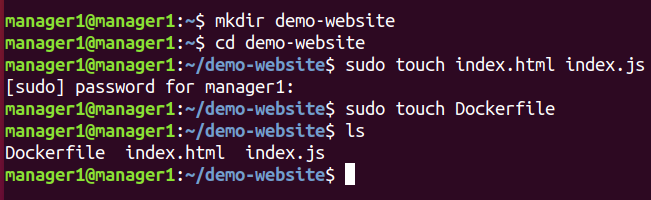 manager1@manager1:~$ mkdir demo-website
manager1@manager1:~$ cd demo-website
manager1@manager1:~/demo-website$ sudo touch index.html index.js
[sudo] password for manager1:
manager1@manager1:~/demo-website$ sudo touch Dockerfile
manager1@manager1:~/demo-website$ ls
Dockerfile  index.html  index.js
manager1@manager1:~/demo-website$